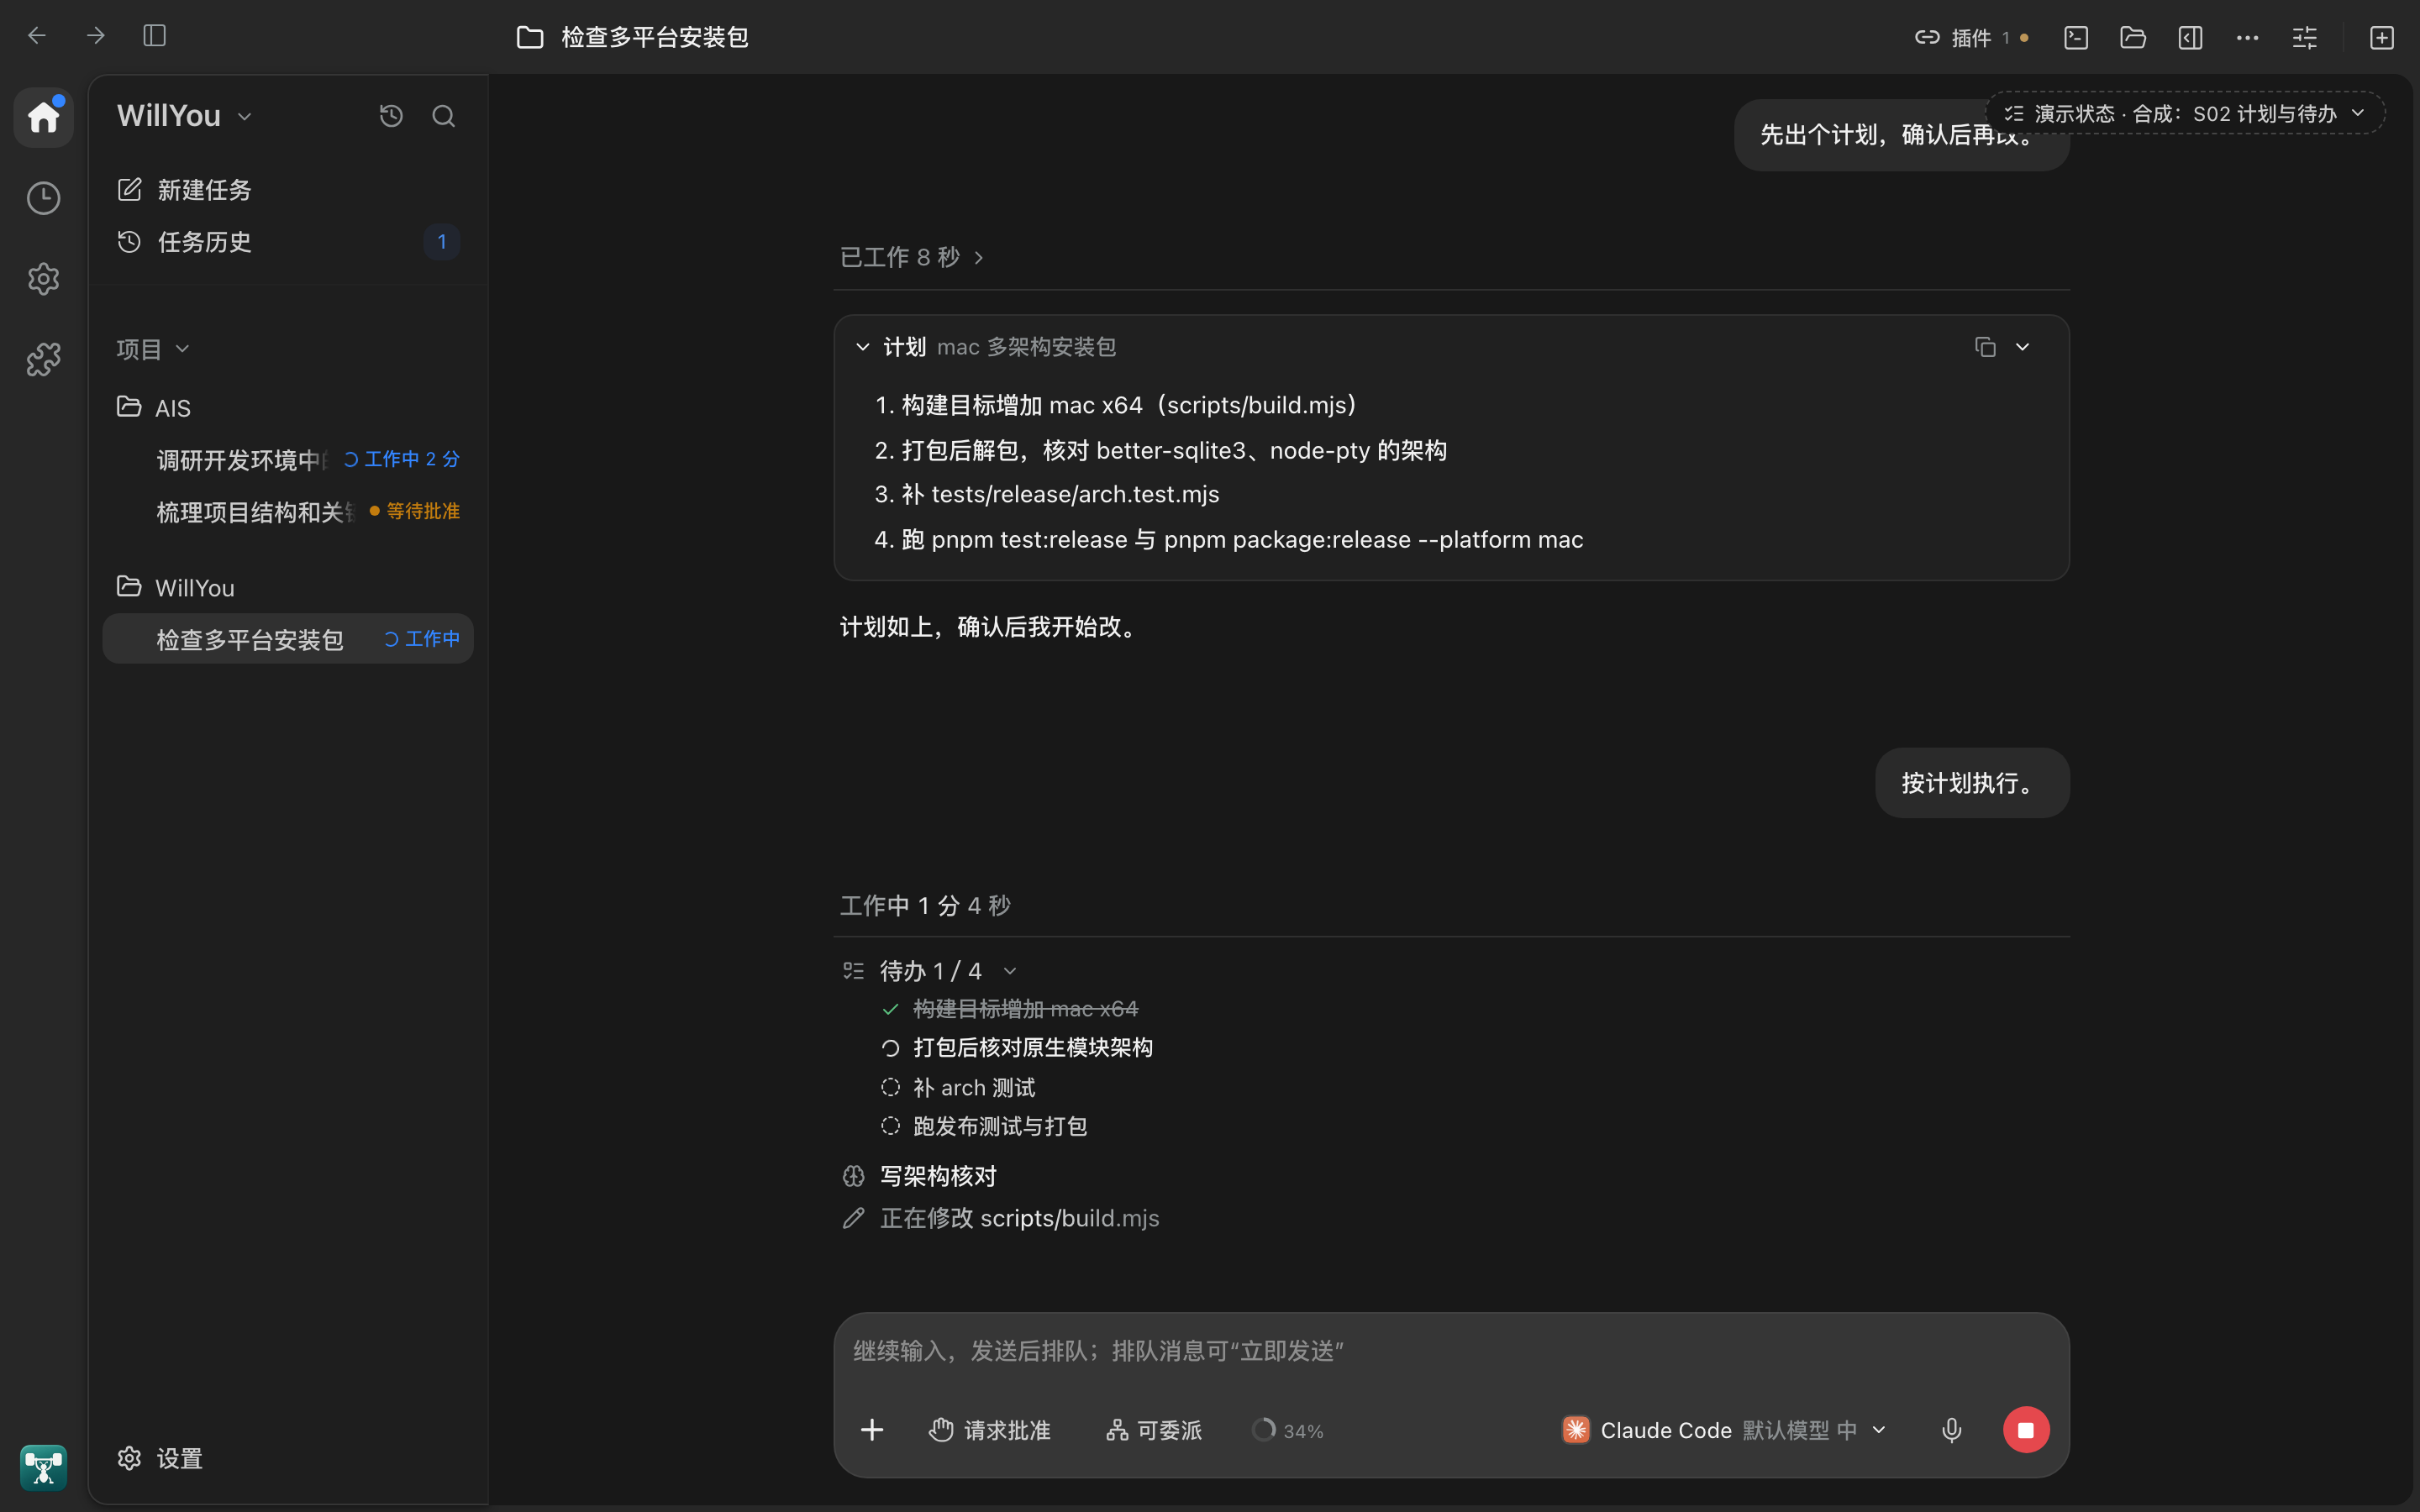 检查多平台安装包
插件 1
WillYou
新建任务
任务历史 1
项目
AIS
调研开发环境中 工作中 2 分
梳理项目结构和关 等待批准
WillYou
检查多平台安装包 工作中
设置
演示状态 · 合成：S02 计划与待办
先出个计划，确认后再改。
已工作 8 秒
计划 mac 多架构安装包
1. 构建目标增加 mac x64（scripts/build.mjs）
2. 打包后解包，核对 better-sqlite3、node-pty 的架构
3. 补 tests/release/arch.test.mjs
4. 跑 pnpm test:release 与 pnpm package:release --platform mac
计划如上，确认后我开始改。
按计划执行。
工作中 1 分 4 秒
待办 1 / 4
构建目标增加 mac x64
打包后核对原生模块架构
补 arch 测试
跑发布测试与打包
写架构核对
正在修改 scripts/build.mjs
继续输入，发送后排队；排队消息可“立即发送”
请求批准 可委派 34% Claude Code 默认模型 中